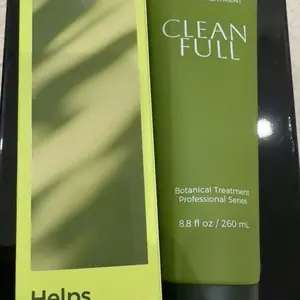 CLEAN
FULL
Botanical Treatment
Professional Series
8.8 fl oz / 260 mL
Helps